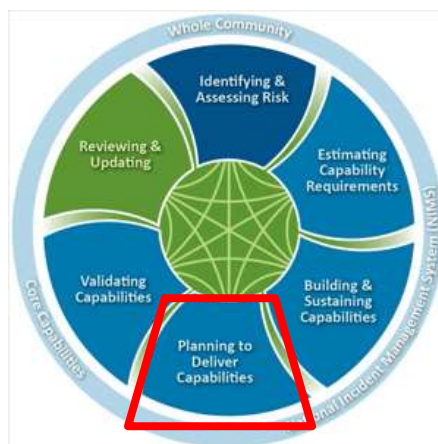 Whole Community
Identifying &
Assessing Risk
Reviewing &
Updating
Estimating
Capability
Requirements
Validating
Capabilities
Building &
Sustaining
Capabilities
Planning to
Deliver
Capabilities
Core Capabilities
National Incident Management System (NIMS)